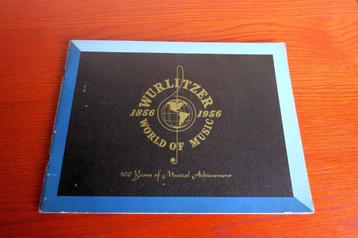 WURLITZER
1856 1956
WORLD OF MUSIC
100 Years of Musical Achievement